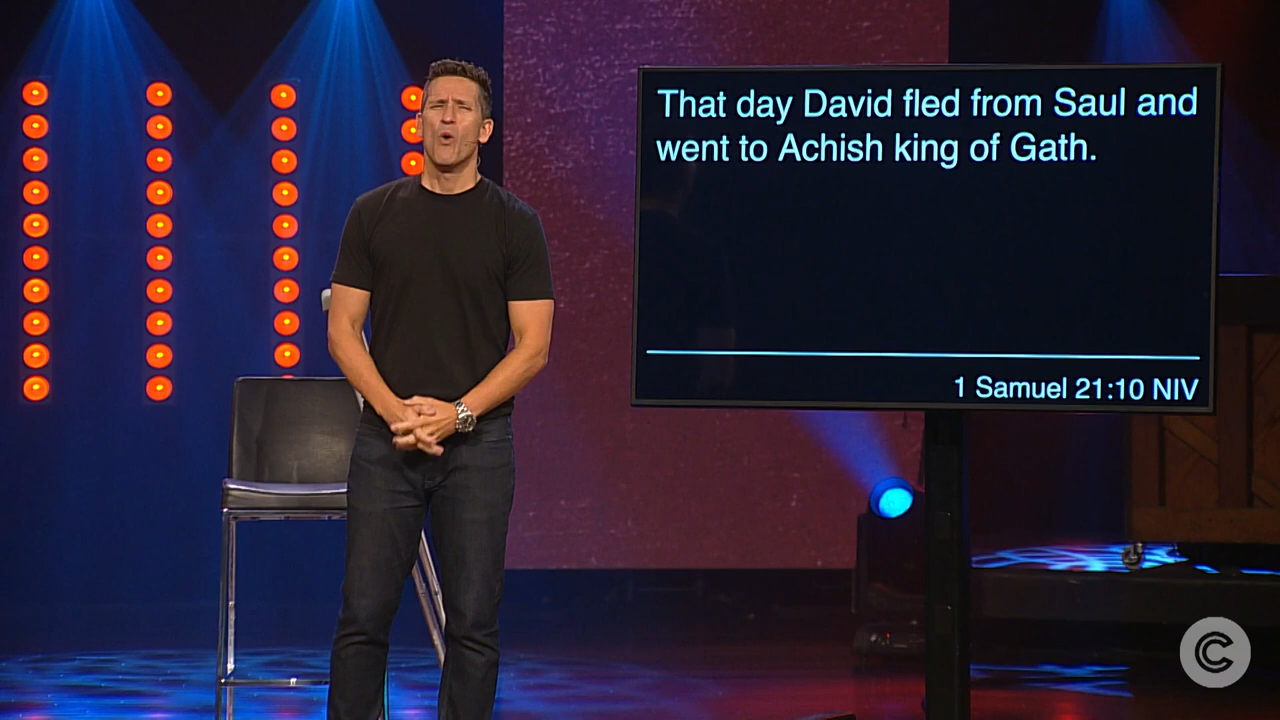 That day David fled from Saul and
went to Achish king of Gath.
1 Samuel 21:10 NIV
C